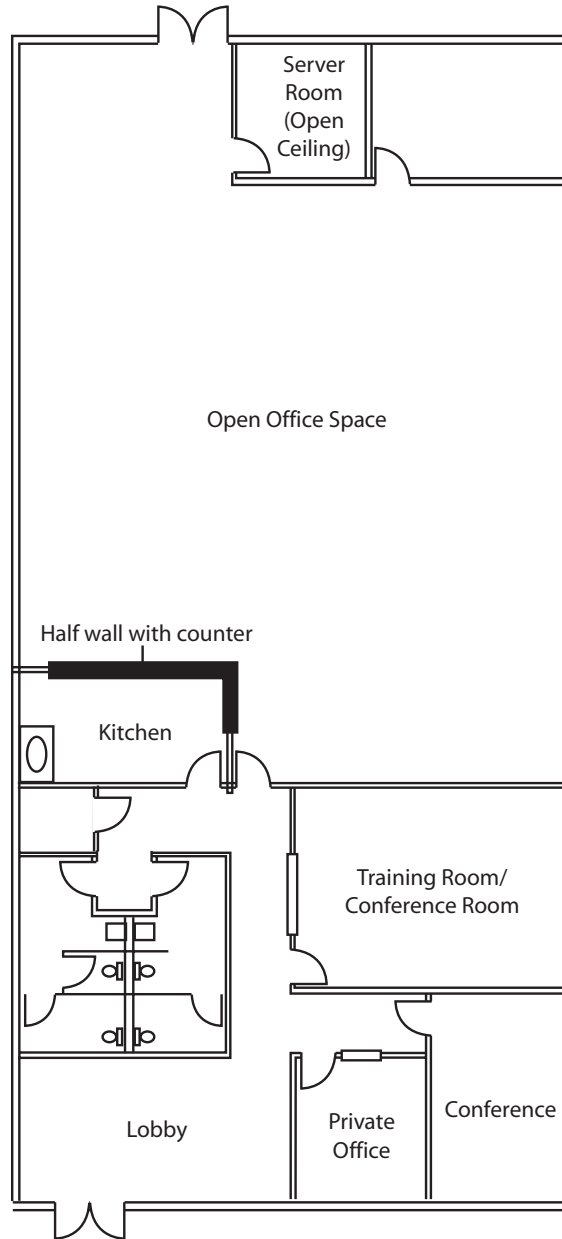 Server
Room
(Open
Ceiling)
Open Office Space
Half wall with counter
Kitchen
Training Room/
Conference Room
Lobby
Private
Office
Conference